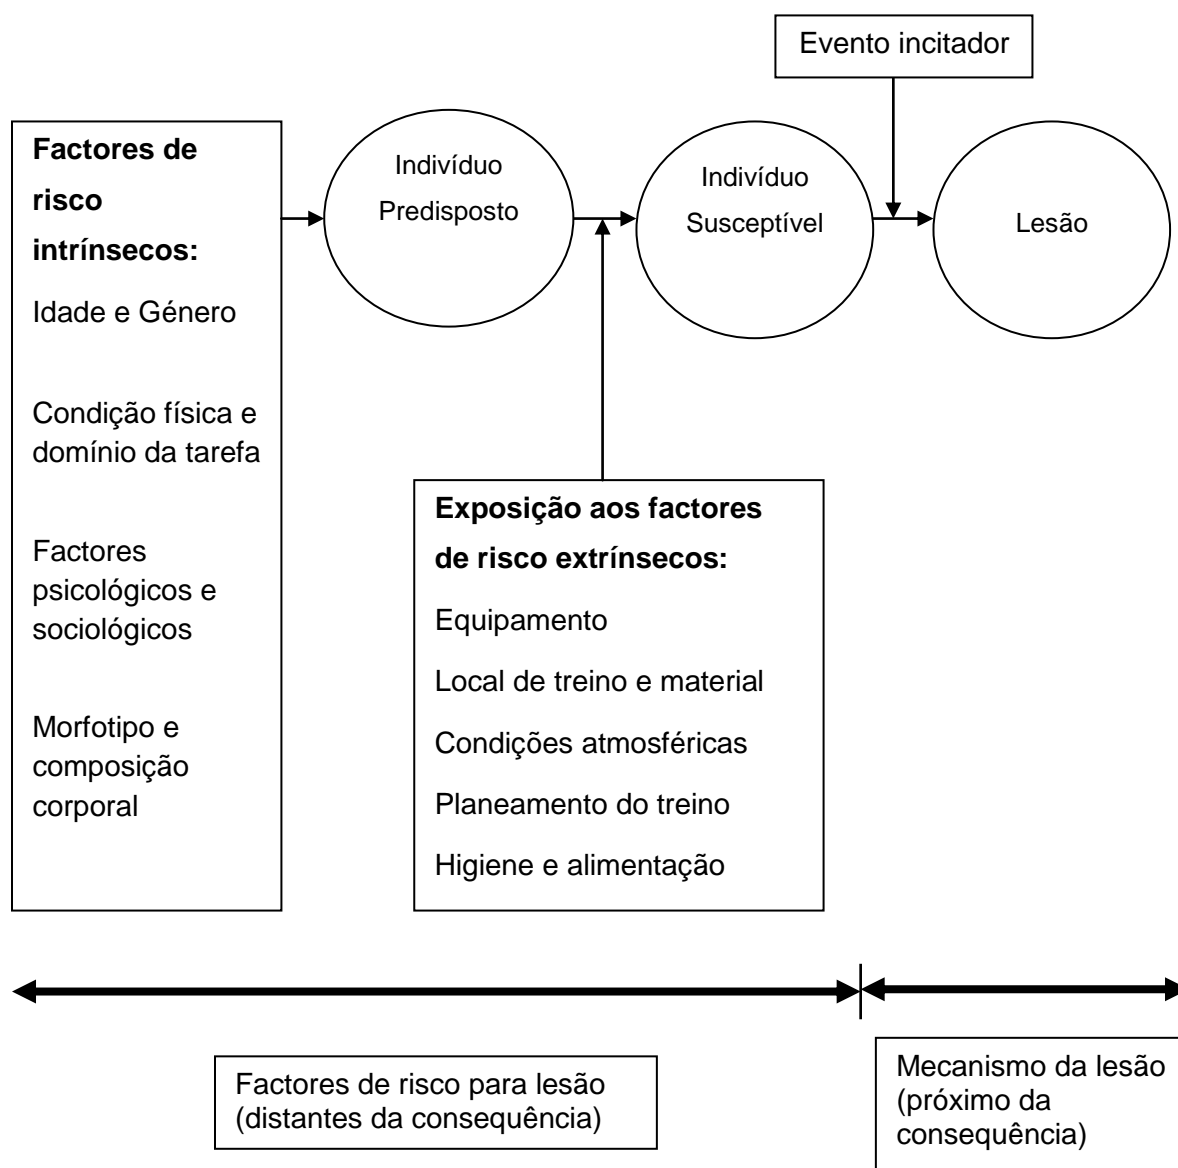 Evento incitador
Factores de
risco
intrínsecos:
Idade e Género
Condição física e
domínio da tarefa
Factores
psicológicos e
sociológicos
Morfotipo e
composição
corporal
Indivíduo
Predisposto
Indivíduo
Susceptível
Lesão
Exposição aos factores
de risco extrínsecos:
Equipamento
Local de treino e material
Condições atmosféricas
Planeamento do treino
Higiene e alimentação
Factores de risco para lesão
(distantes da consequência)
Mecanismo da lesão
(próximo da
consequência)